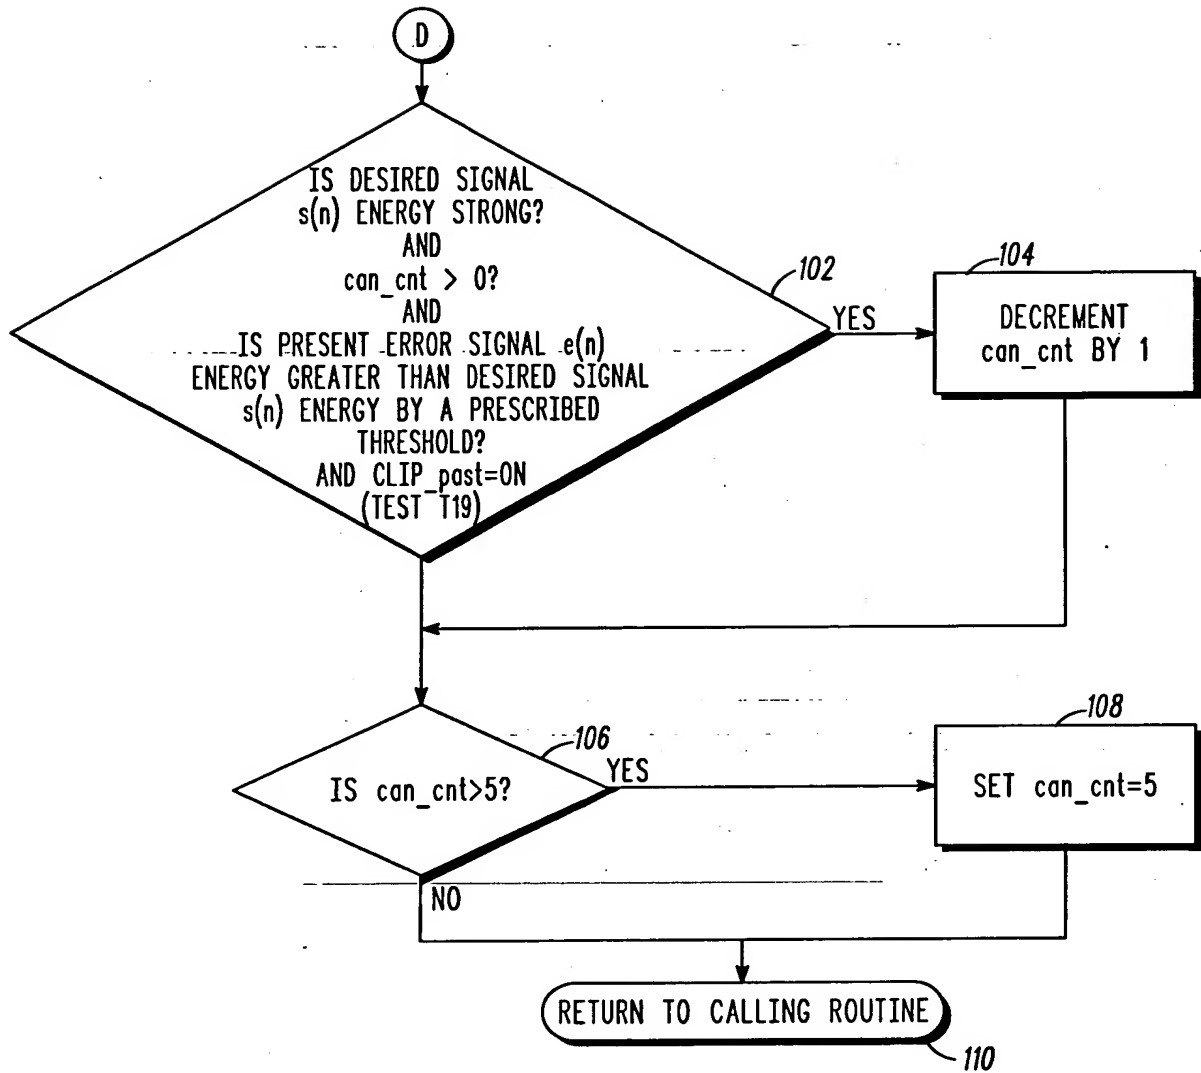 D
IS DESIRED SIGNAL
s(n) ENERGY STRONG?
AND
can_cnt > 0?
AND
IS PRESENT ERROR SIGNAL e(n)
ENERGY GREATER THAN DESIRED SIGNAL
s(n) ENERGY BY A PRESCRIBED
THRESHOLD?
AND CLIP_past=ON
(TEST T19)
102
YES
104
DECREMENT
can_cnt BY 1
IS can_cnt>5?
106
YES
108
SET can_cnt=5
NO
RETURN TO CALLING ROUTINE
110